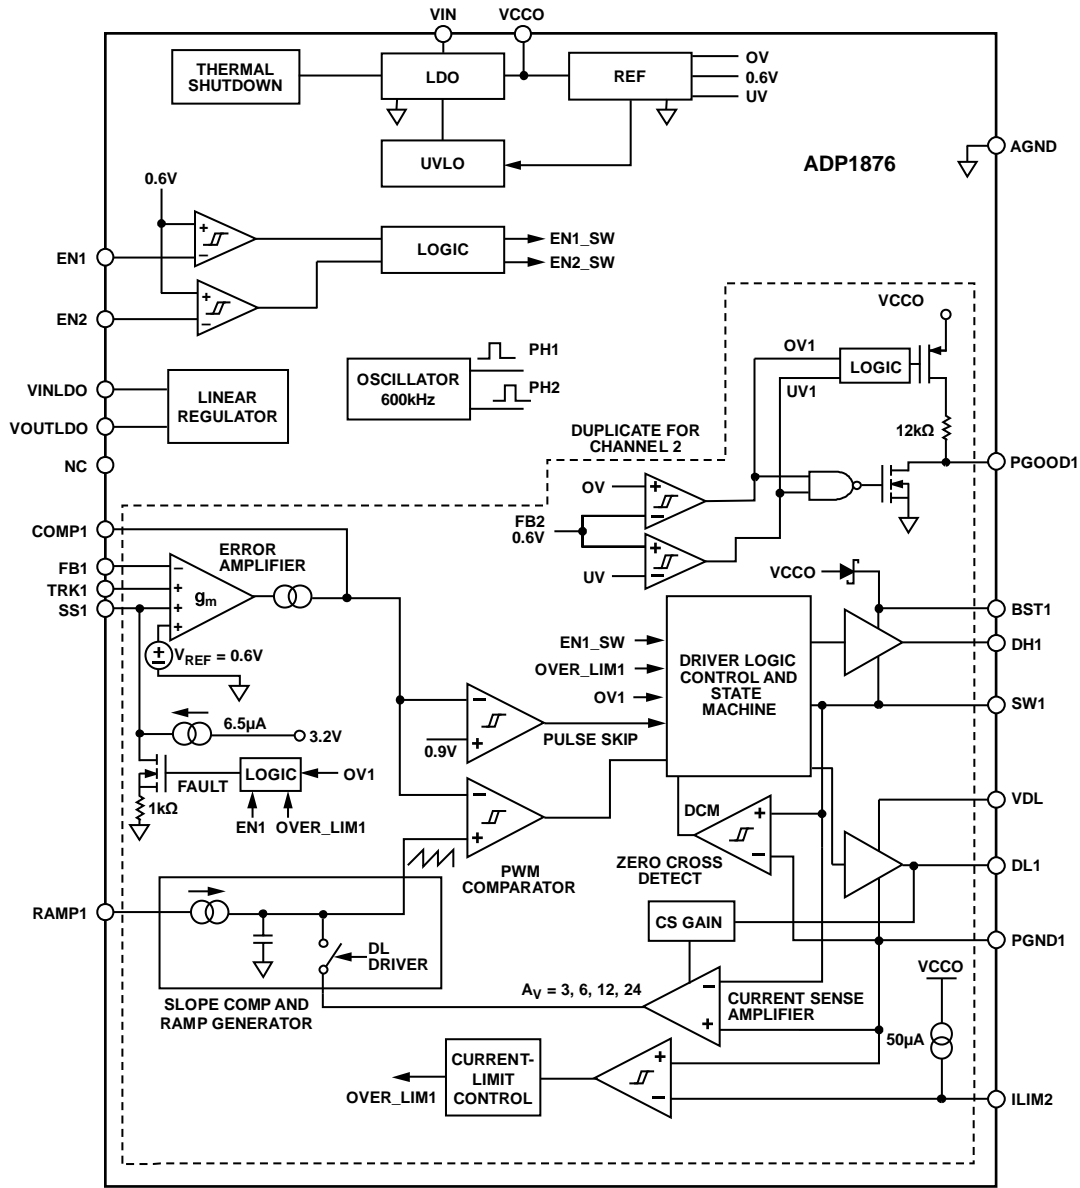 VIN
VCCO
THERMAL
SHUTDOWN
LDO
REF
OV
0.6V
UV
UVLO
ADP1876
AGND
0.6V
+
–
EN1
LOGIC
EN1_SW
EN2_SW
+
–
EN2
VCCO
OV1
LOGIC
UV1
OSCILLATOR
600kHz
PH1
PH2
VINLDO
LINEAR
REGULATOR
VOUTLDO
12kΩ
DUPLICATE FOR
CHANNEL 2
NC
PGOOD1
OV
+
–
FB2
0.6V
+
–
UV
COMP1
ERROR
AMPLIFIER
FB1
–
TRK1
+
gm
SS1
+
+
+
–
VREF = 0.6V
VCCO
BST1
DH1
EN1_SW
OVER_LIM1
OV1
DRIVER LOGIC
CONTROL AND
STATE
MACHINE
SW1
6.5µA
3.2V
–
0.9V
+
PULSE SKIP
FAULT
LOGIC
OV1
1kΩ
EN1
OVER_LIM1
–
+
PWM
COMPARATOR
DCM
+
–
ZERO CROSS
DETECT
VDL
DL1
RAMP1
DL
DRIVER
SLOPE COMP AND
RAMP GENERATOR
CS GAIN
PGND1
VCCO
AV = 3, 6, 12, 24
–
+
CURRENT SENSE
AMPLIFIER
50µA
OVER_LIM1
CURRENT-
LIMIT
CONTROL
+
–
ILIM2